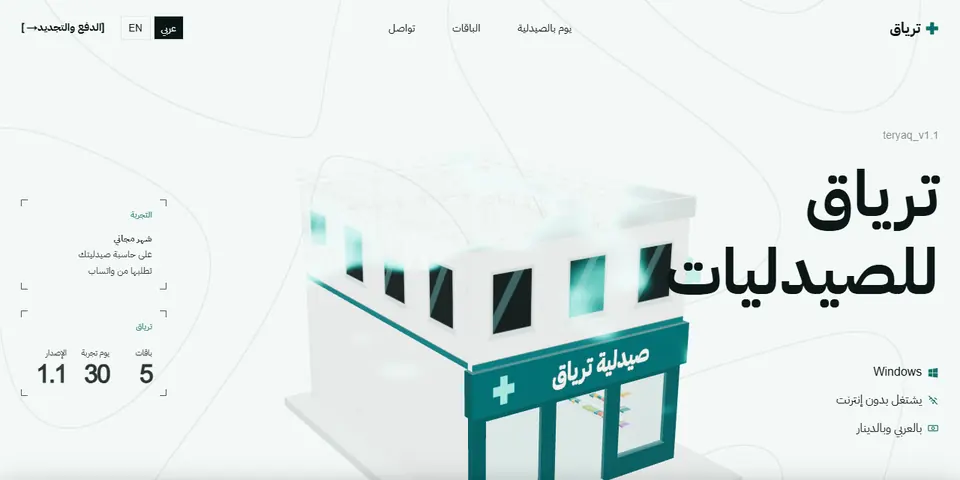 ترياق
يوم بالصيدلية
الباقات
تواصل
عربي
EN
[الدفع والتجديد→]
teryaq_v1.1
ترياق
للصيدليات
Windows
يشتغل بدون إنترنت
بالعربي وبالدينار
صيدلية ترياق
التجربة
شهر مجاني
على حاسبة صيدليتك
تطلبها من واتساب
ترياق
باقات
يوم تجربة
الإصدار
5
30
1.1